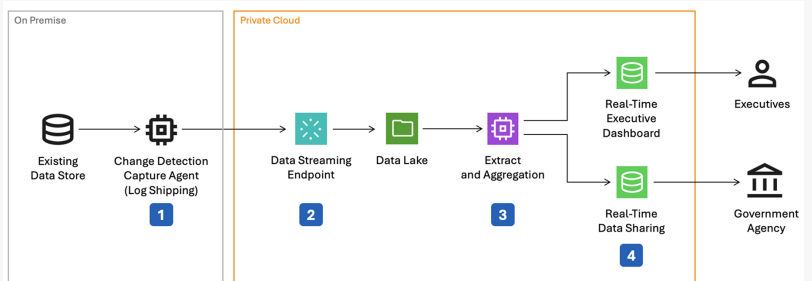 On Premise
Private Cloud
Existing
Data Store
Change Detection
Capture Agent
(Log Shipping)
1
Data Streaming
Endpoint
2
Data Lake
Extract
and Aggregation
3
Real-Time
Executive
Dashboard
Executives
Real-Time
Data Sharing
4
Government
Agency